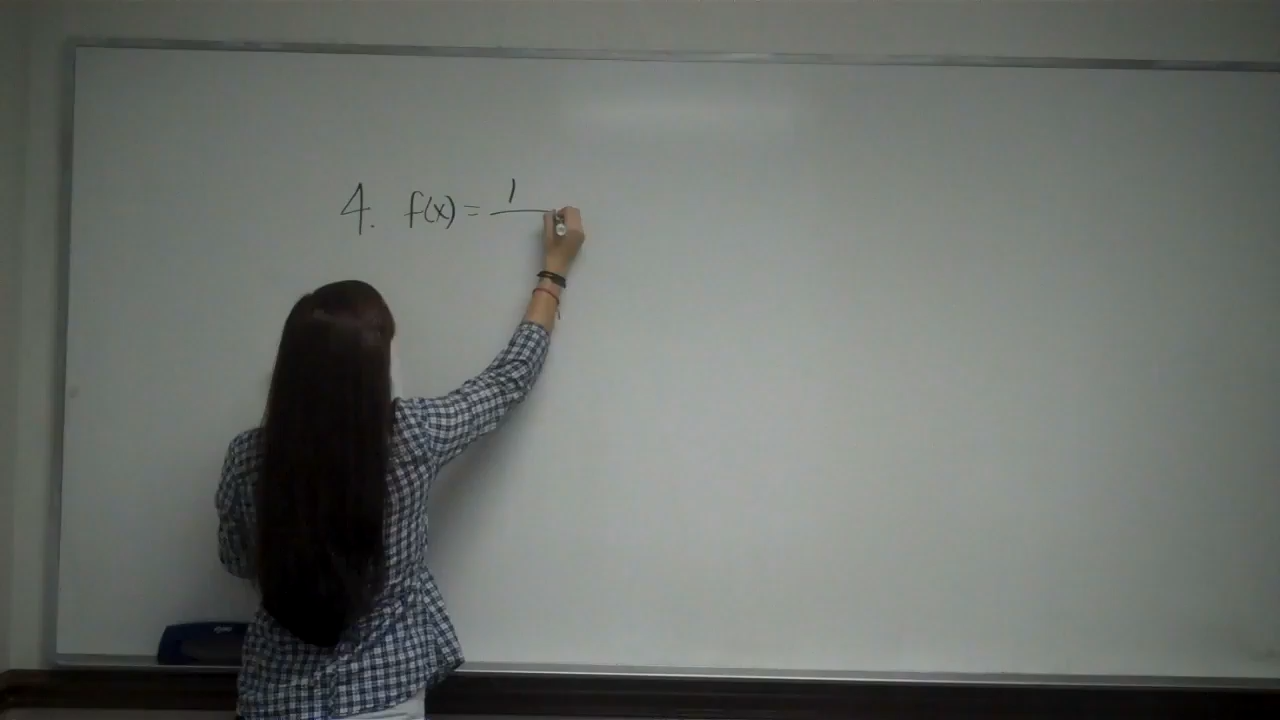 4. f(x) = 1/